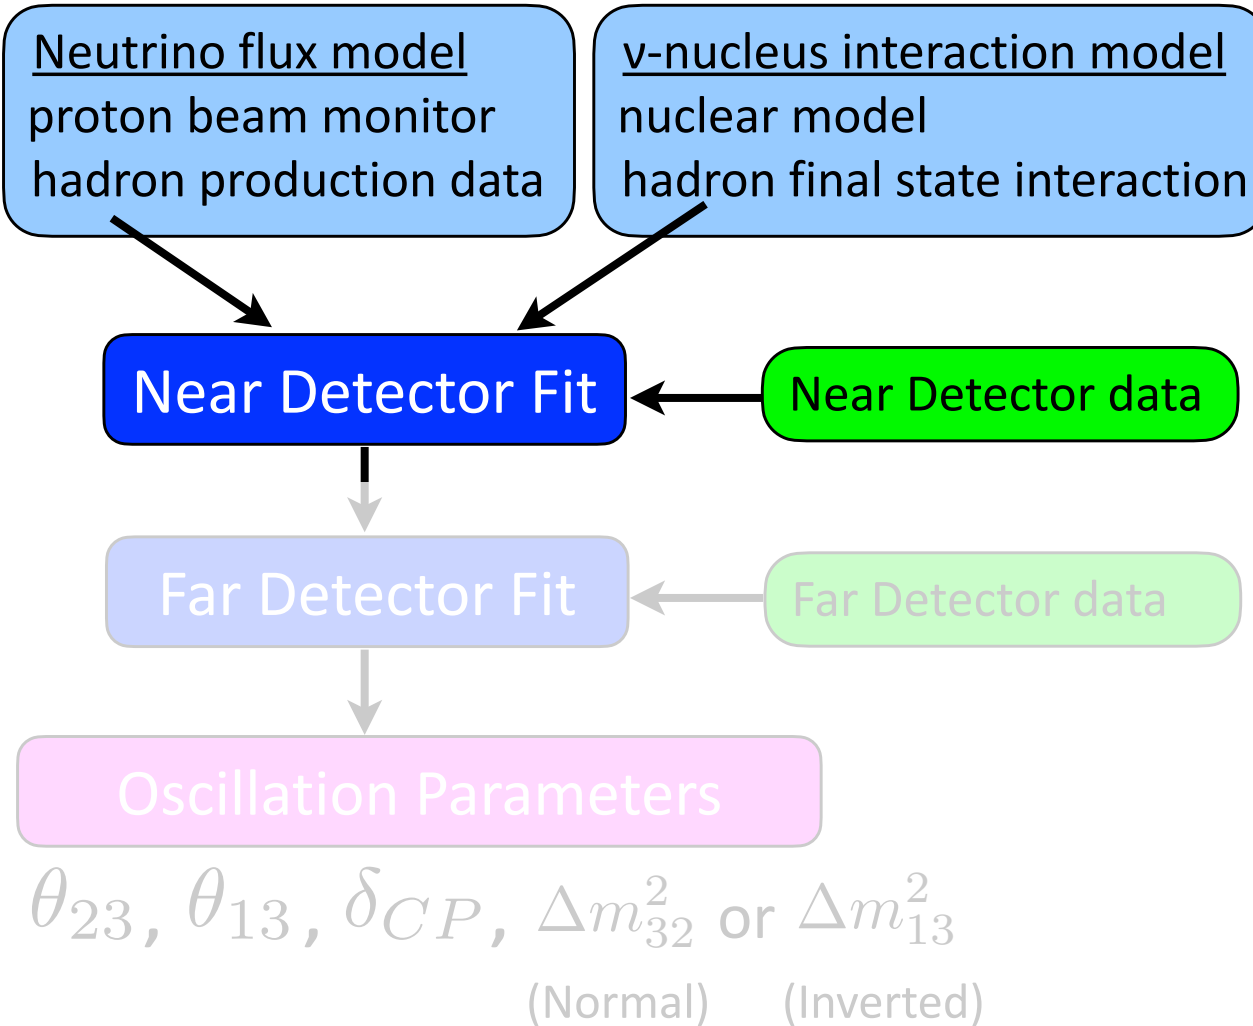 Neutrino flux model
proton beam monitor
hadron production data
ν-nucleus interaction model
nuclear model
hadron final state interaction
Near Detector Fit
Near Detector data
Far Detector Fit
Far Detector data
Oscillation Parameters
θ₂₃, θ₁₃, δ_CP, Δm²₃₂ or Δm²₁₃
(Normal) (Inverted)